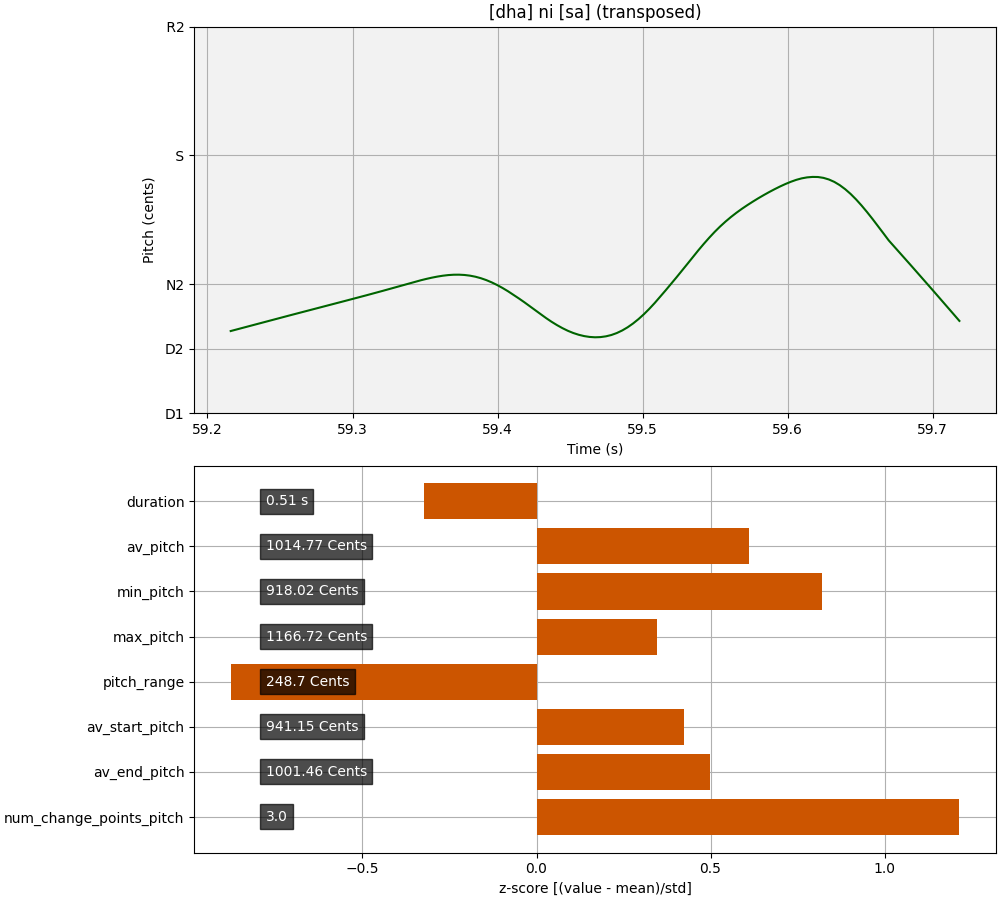 [dha] ni [sa] (transposed)
R2
S
N2
D2
D1
Pitch (cents)
59.2 59.3 59.4 59.5 59.6 59.7
Time (s)
duration 0.51 s
av_pitch 1014.77 Cents
min_pitch 918.02 Cents
max_pitch 1166.72 Cents
pitch_range 248.7 Cents
av_start_pitch 941.15 Cents
av_end_pitch 1001.46 Cents
num_change_points_pitch 3.0
−0.5 0.0 0.5 1.0
z-score [(value - mean)/std]